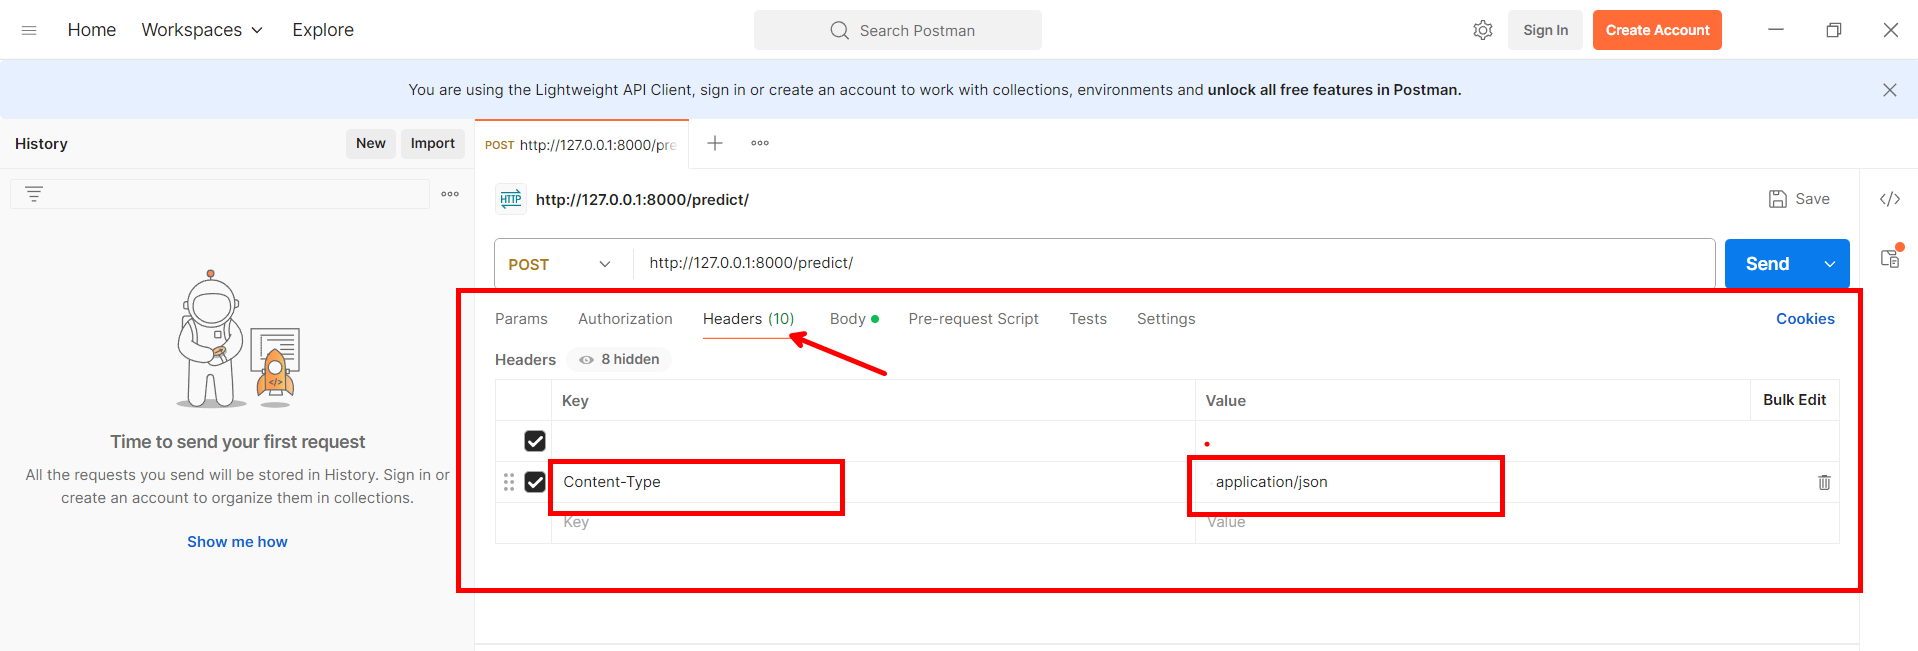 Home Workspaces Explore Search Postman Sign In Create Account
You are using the Lightweight API Client, sign in or create an account to work with collections, environments and unlock all free features in Postman.
History New Import
POST http://127.0.0.1:8000/pre
HTTP http://127.0.0.1:8000/predict/ Save </>
POST http://127.0.0.1:8000/predict/ Send
Params Authorization Headers (10) Body Pre-request Script Tests Settings Cookies
Headers 8 hidden
Key Value Bulk Edit
Content-Type application/json
Key Value
</>
Time to send your first request
All the requests you send will be stored in History. Sign in or
create an account to organize them in collections.
Show me how